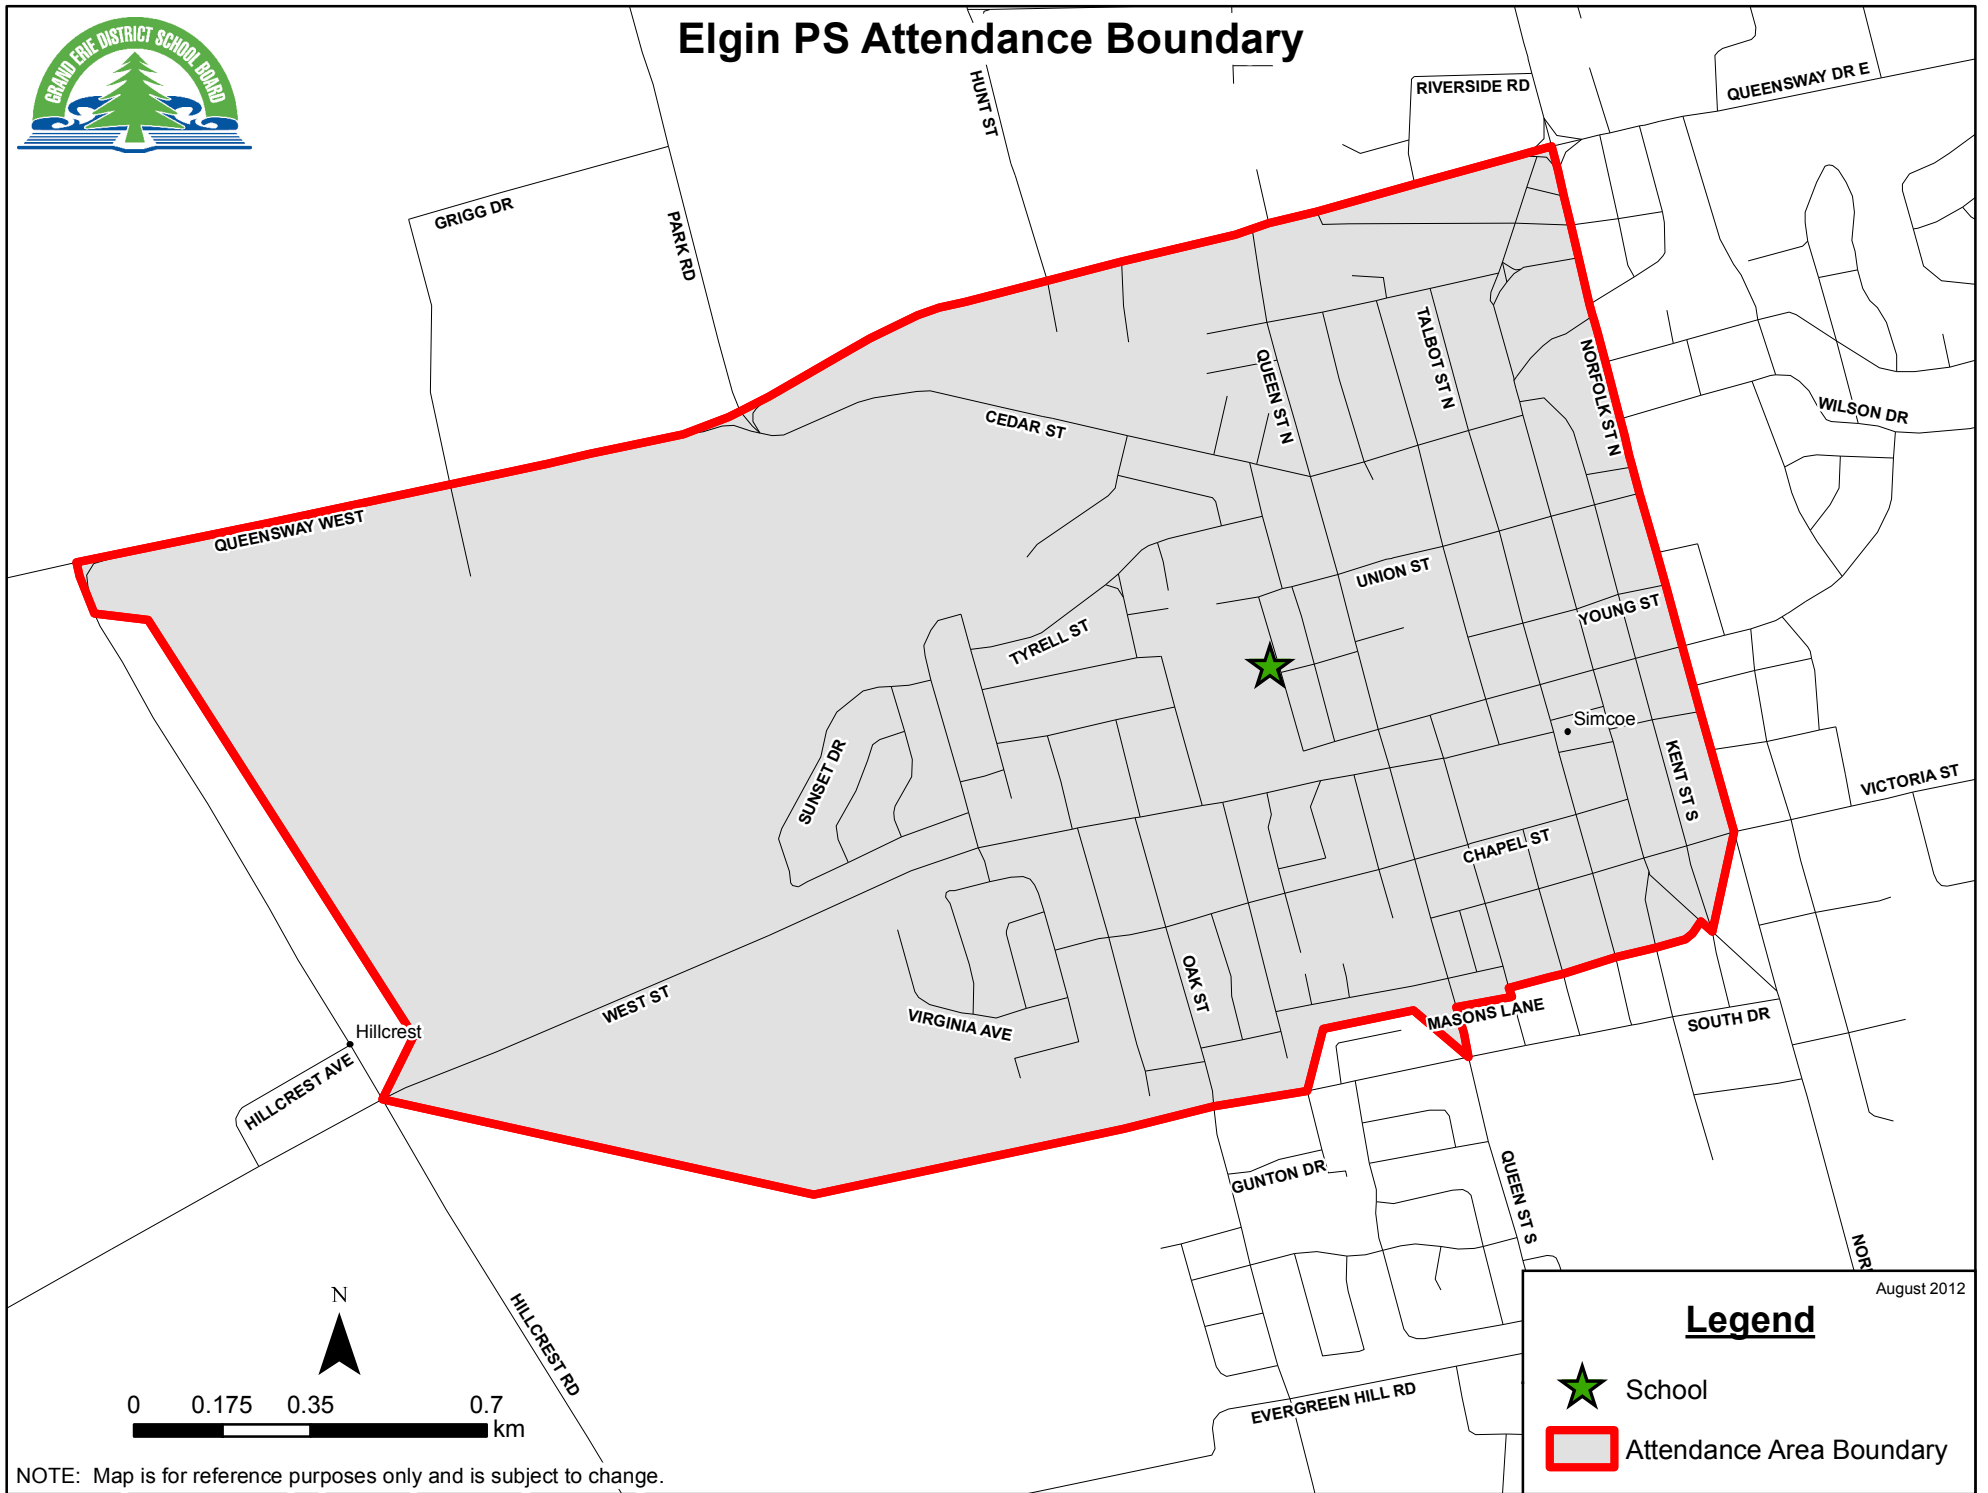 Elgin PS Attendance Boundary
GRAND ERIE DISTRICT SCHOOL BOARD
HUNT ST
RIVERSIDE RD
QUEENSWAY DR E
GRIGG DR
PARK RD
TALBOT ST N
QUEEN ST N
NORFOLK ST N
WILSON DR
CEDAR ST
QUEENSWAY WEST
UNION ST
YOUNG ST
TYRELL ST
Simcoe
SUNSET DR
KENT ST S
VICTORIA ST
CHAPEL ST
OAK ST
WEST ST
VIRGINIA AVE
MASONS LANE
SOUTH DR
Hillcrest
HILLCREST AVE
GUNTON DR
QUEEN ST S
NOR
HILLCREST RD
EVERGREEN HILL RD
N
0 0.175 0.35 0.7
km
NOTE: Map is for reference purposes only and is subject to change.
August 2012
Legend
School
Attendance Area Boundary